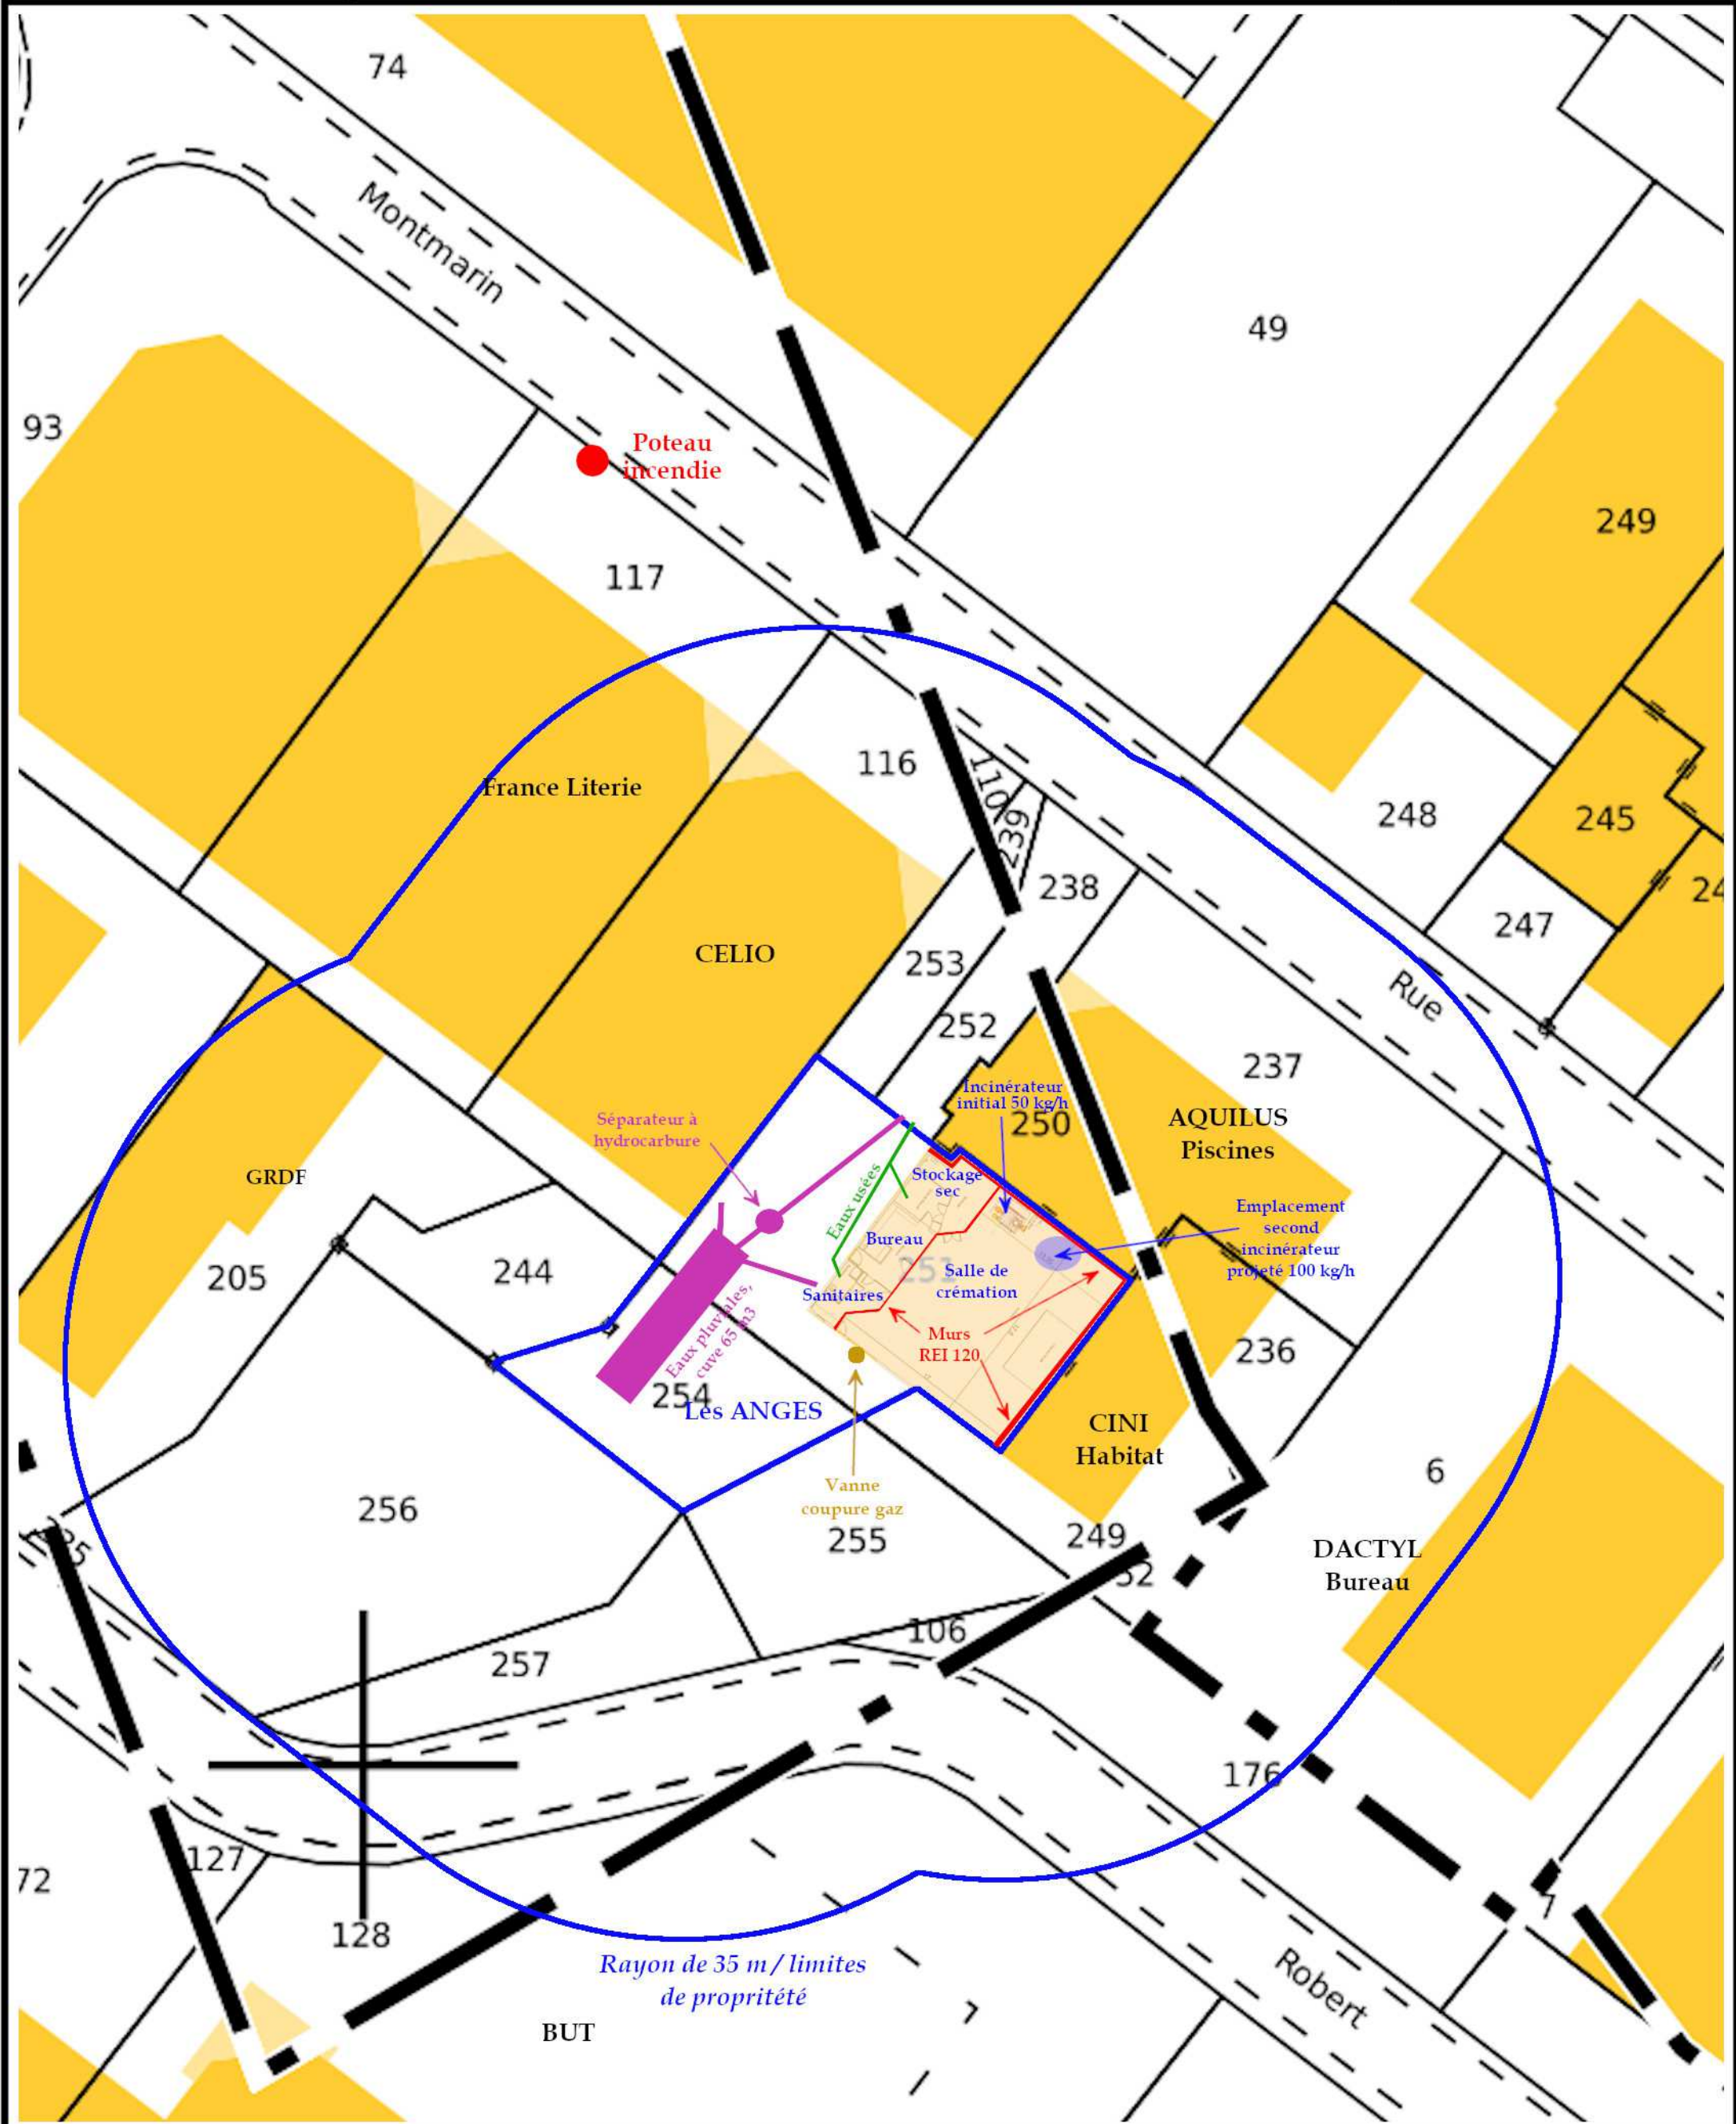 74
Montmarin
49
93
Poteau
incendie
249
117
116
110
France Literie
239
248
245
24
238
247
CELIO
253
Rue
252
237
Incinérateur
initial 50 kg/h
250
AQUILUS
Piscines
Séparateur à
hydrocarbure
GRDF
Stockage
sec
Eaux usées
Emplacement
second
incinérateur
projeté 100 kg/h
Bureau
251
Salle de
crémation
205
244
Sanitaires
Eaux pluviales,
cuve 65 m3
Murs
REI 120
236
254
Les ANGES
CINI
Habitat
6
Vanne
coupure gaz
256
255
249
52
DACTYL
Bureau
106
257
176
127
72
128
Rayon de 35 m / limites
de propritété
Robert
BUT